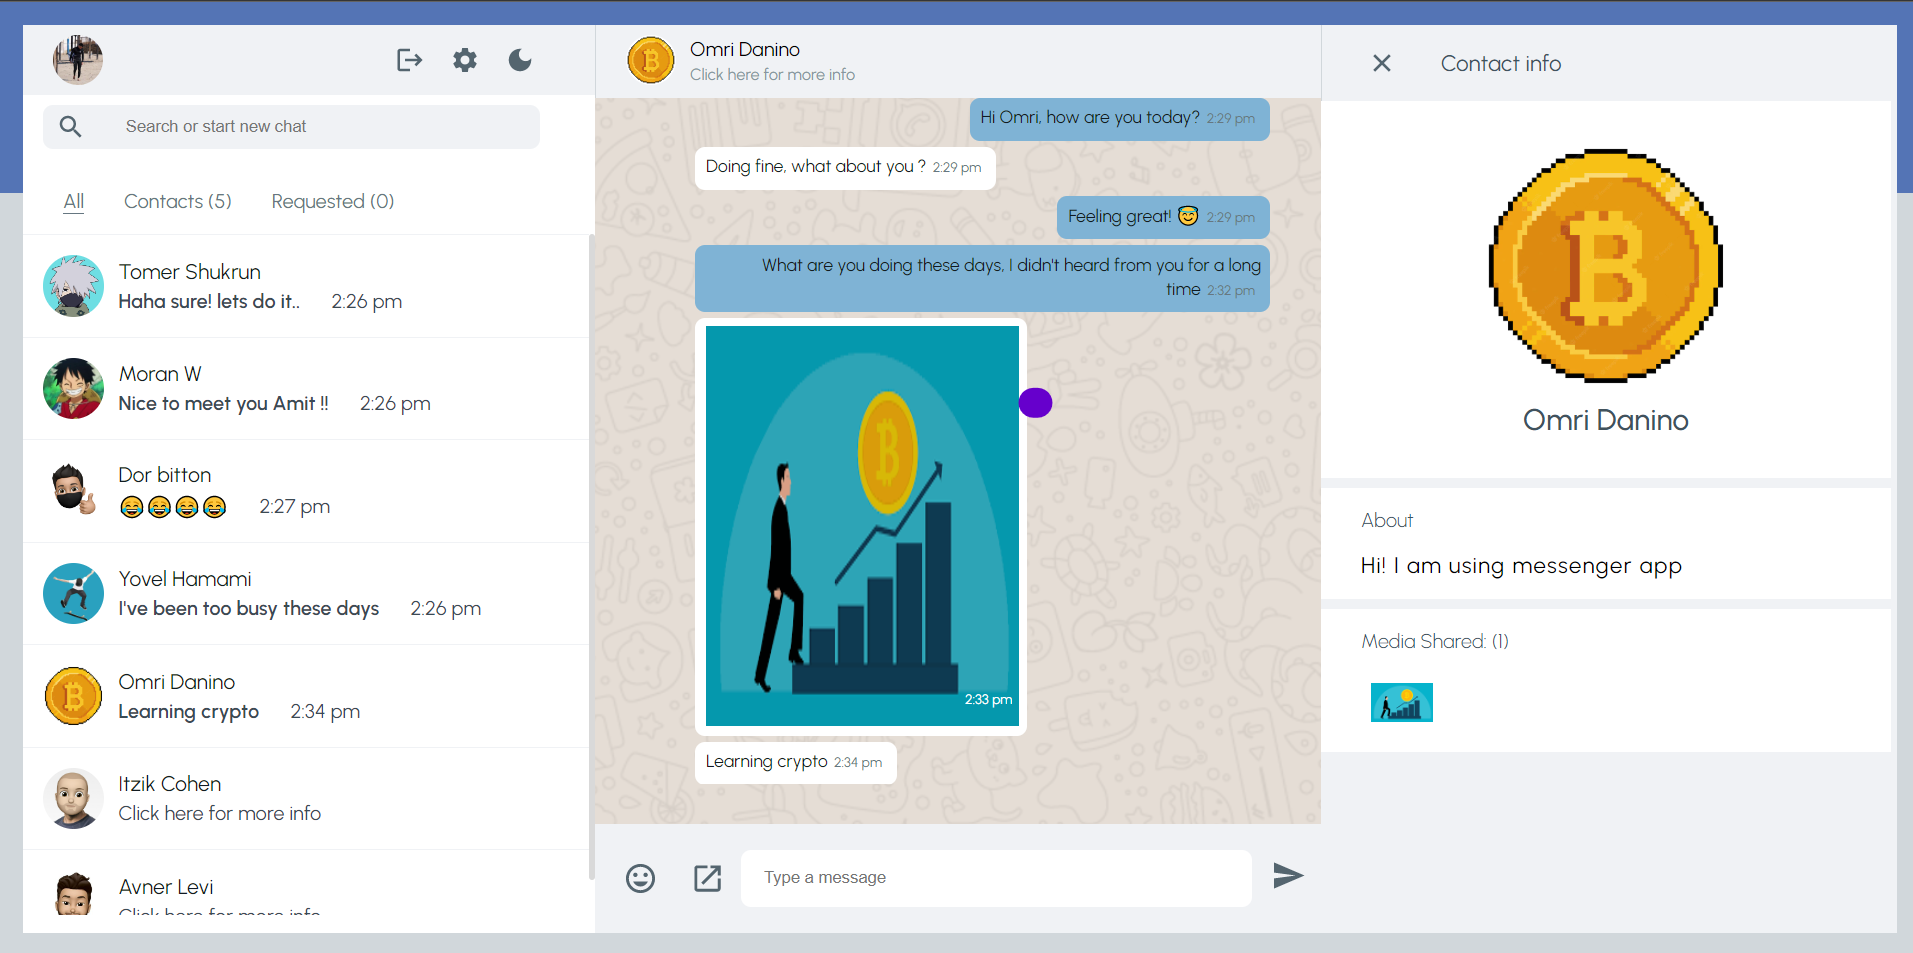 Search or start new chat
All Contacts (5) Requested (0)
Tomer Shukrun
Haha sure! lets do it.. 2:26 pm
Moran W
Nice to meet you Amit !! 2:26 pm
Dor bitton
😂😂😂😂 2:27 pm
Yovel Hamami
I've been too busy these days 2:26 pm
Omri Danino
Learning crypto 2:34 pm
Itzik Cohen
Click here for more info
Avner Levi
Click here for more info
Omri Danino
Click here for more info
Hi Omri, how are you today? 2:29 pm
Doing fine, what about you ? 2:29 pm
Feeling great! 😇 2:29 pm
What are you doing these days, I didn't heard from you for a long
time 2:32 pm
2:33 pm
Learning crypto 2:34 pm
Type a message
Contact info
Omri Danino
About
Hi! I am using messenger app
Media Shared: (1)